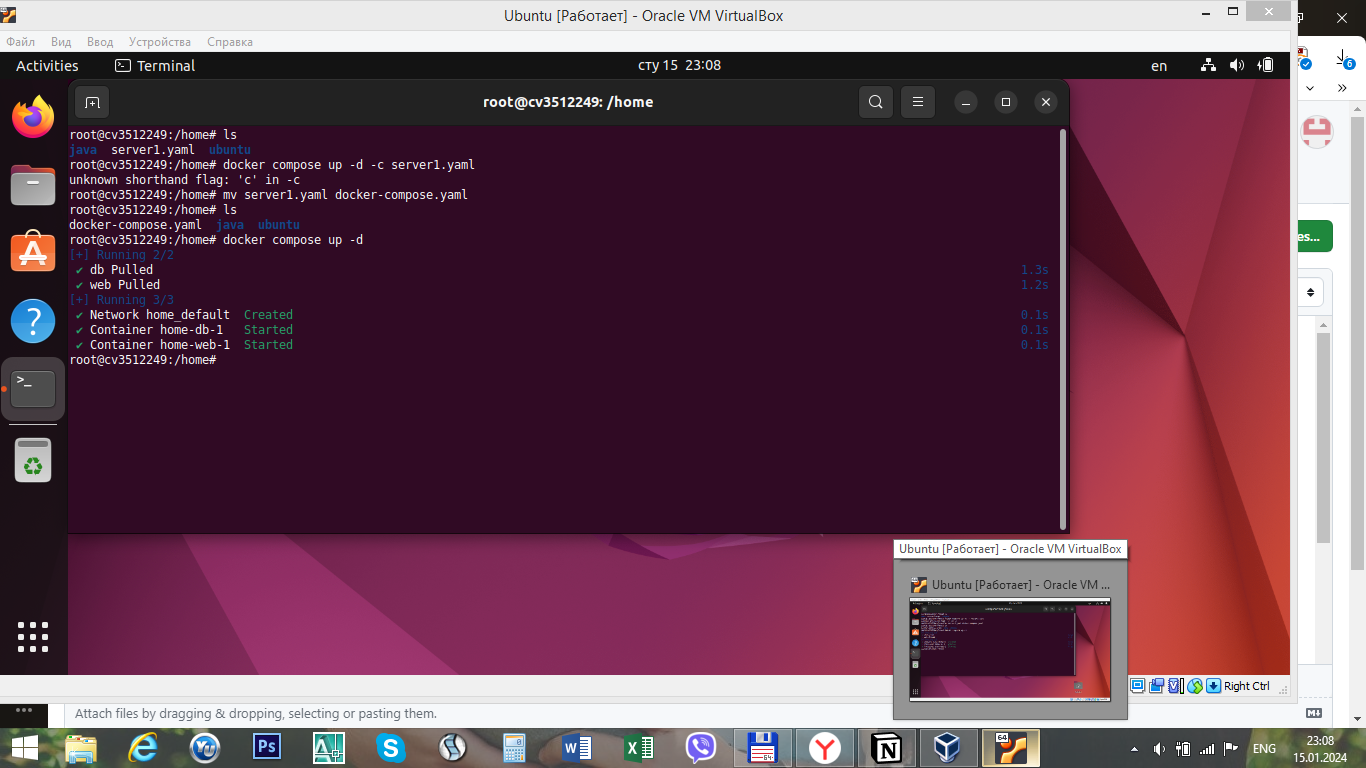 Ubuntu [Работает] - Oracle VM VirtualBox
Файл Вид Ввод Устройства Справка
Activities Terminal сту 15 23:08 en
6
root@cv3512249: /home
root@cv3512249:/home# ls
java server1.yaml ubuntu
root@cv3512249:/home# docker compose up -d -c server1.yaml
unknown shorthand flag: 'c' in -c
root@cv3512249:/home# mv server1.yaml docker-compose.yaml
root@cv3512249:/home# ls
docker-compose.yaml java ubuntu
root@cv3512249:/home# docker compose up -d
[+] Running 2/2
✔ db Pulled 1.3s
✔ web Pulled 1.2s
[+] Running 3/3
✔ Network home_default Created 0.1s
✔ Container home-db-1 Started 0.1s
✔ Container home-web-1 Started 0.1s
root@cv3512249:/home#
es...
Ubuntu [Работает] - Oracle VM VirtualBox
Ubuntu [Работает] - Oracle VM ...
Right Ctrl
Attach files by dragging & dropping, selecting or pasting them.
ENG
23:08
15.01.2024